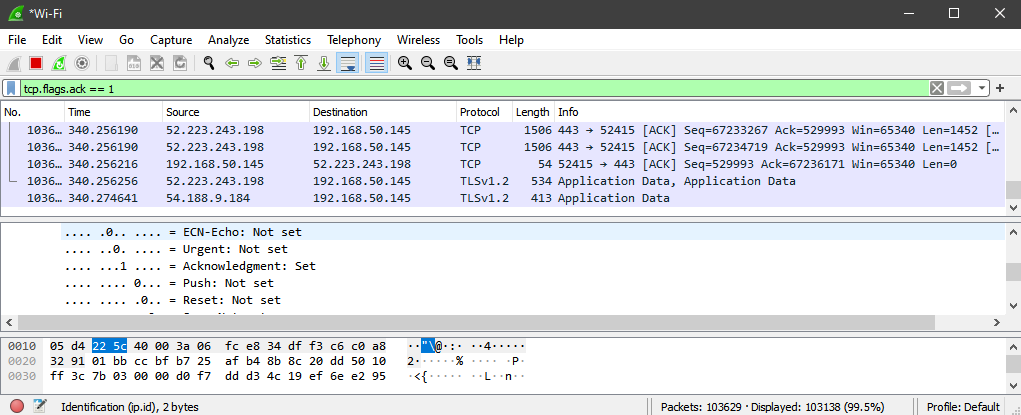 *Wi-Fi
File Edit View Go Capture Analyze Statistics Telephony Wireless Tools Help
tcp.flags.ack == 1
No. Time Source Destination Protocol Length Info
1036… 340.256190 52.223.243.198 192.168.50.145 TCP 1506 443 → 52415 [ACK] Seq=67233267 Ack=529993 Win=65340 Len=1452 […
1036… 340.256190 52.223.243.198 192.168.50.145 TCP 1506 443 → 52415 [ACK] Seq=67234719 Ack=529993 Win=65340 Len=1452 […
1036… 340.256216 192.168.50.145 52.223.243.198 TCP 54 52415 → 443 [ACK] Seq=529993 Ack=67236171 Win=65340 Len=0
1036… 340.256256 52.223.243.198 192.168.50.145 TLSv1.2 534 Application Data, Application Data
1036… 340.274641 54.188.9.184 192.168.50.145 TLSv1.2 413 Application Data
.... .0.. .... = ECN-Echo: Not set
.... ..0. .... = Urgent: Not set
.... ...1 .... = Acknowledgment: Set
.... .... 0... = Push: Not set
.... .... .0.. = Reset: Not set
0010 05 d4 22 5c 40 00 3a 06 fc e8 34 df f3 c6 c0 a8 ··"\@·:· ··4·····
0020 32 91 01 bb cc bf b7 25 af b4 8b 8c 20 dd 50 10 2······% ···· ·P·
0030 ff 3c 7b 03 00 00 d0 f7 dd d3 4c 19 ef 6e e2 95 ·<{····· ··L··n··
Identification (ip.id), 2 bytes
Packets: 103629 · Displayed: 103138 (99.5%)
Profile: Default